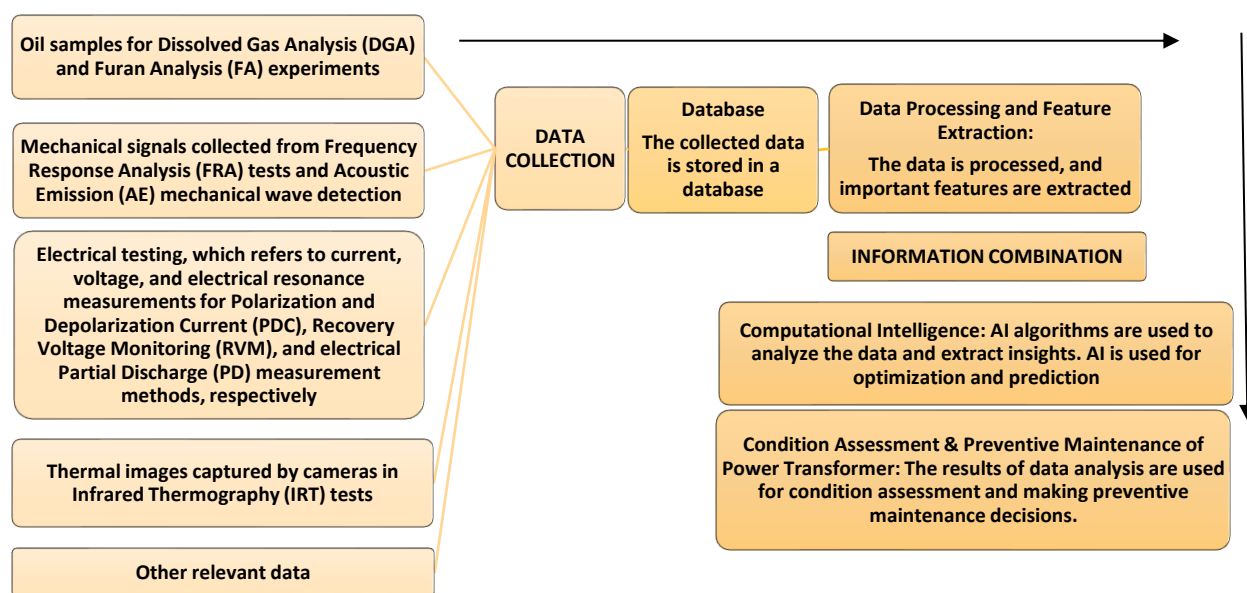 Oil samples for Dissolved Gas Analysis (DGA)
and Furan Analysis (FA) experiments
Mechanical signals collected from Frequency
Response Analysis (FRA) tests and Acoustic
Emission (AE) mechanical wave detection
Electrical testing, which refers to current,
voltage, and electrical resonance
measurements for Polarization and
Depolarization Current (PDC), Recovery
Voltage Monitoring (RVM), and electrical
Partial Discharge (PD) measurement
methods, respectively
Thermal images captured by cameras in
Infrared Thermography (IRT) tests
Other relevant data
DATA
COLLECTION
Database
The collected data
is stored in a
database
Data Processing and Feature
Extraction:
The data is processed, and
important features are extracted
INFORMATION COMBINATION
Computational Intelligence: AI algorithms are used to
analyze the data and extract insights. AI is used for
optimization and prediction
Condition Assessment & Preventive Maintenance of
Power Transformer: The results of data analysis are used
for condition assessment and making preventive
maintenance decisions.